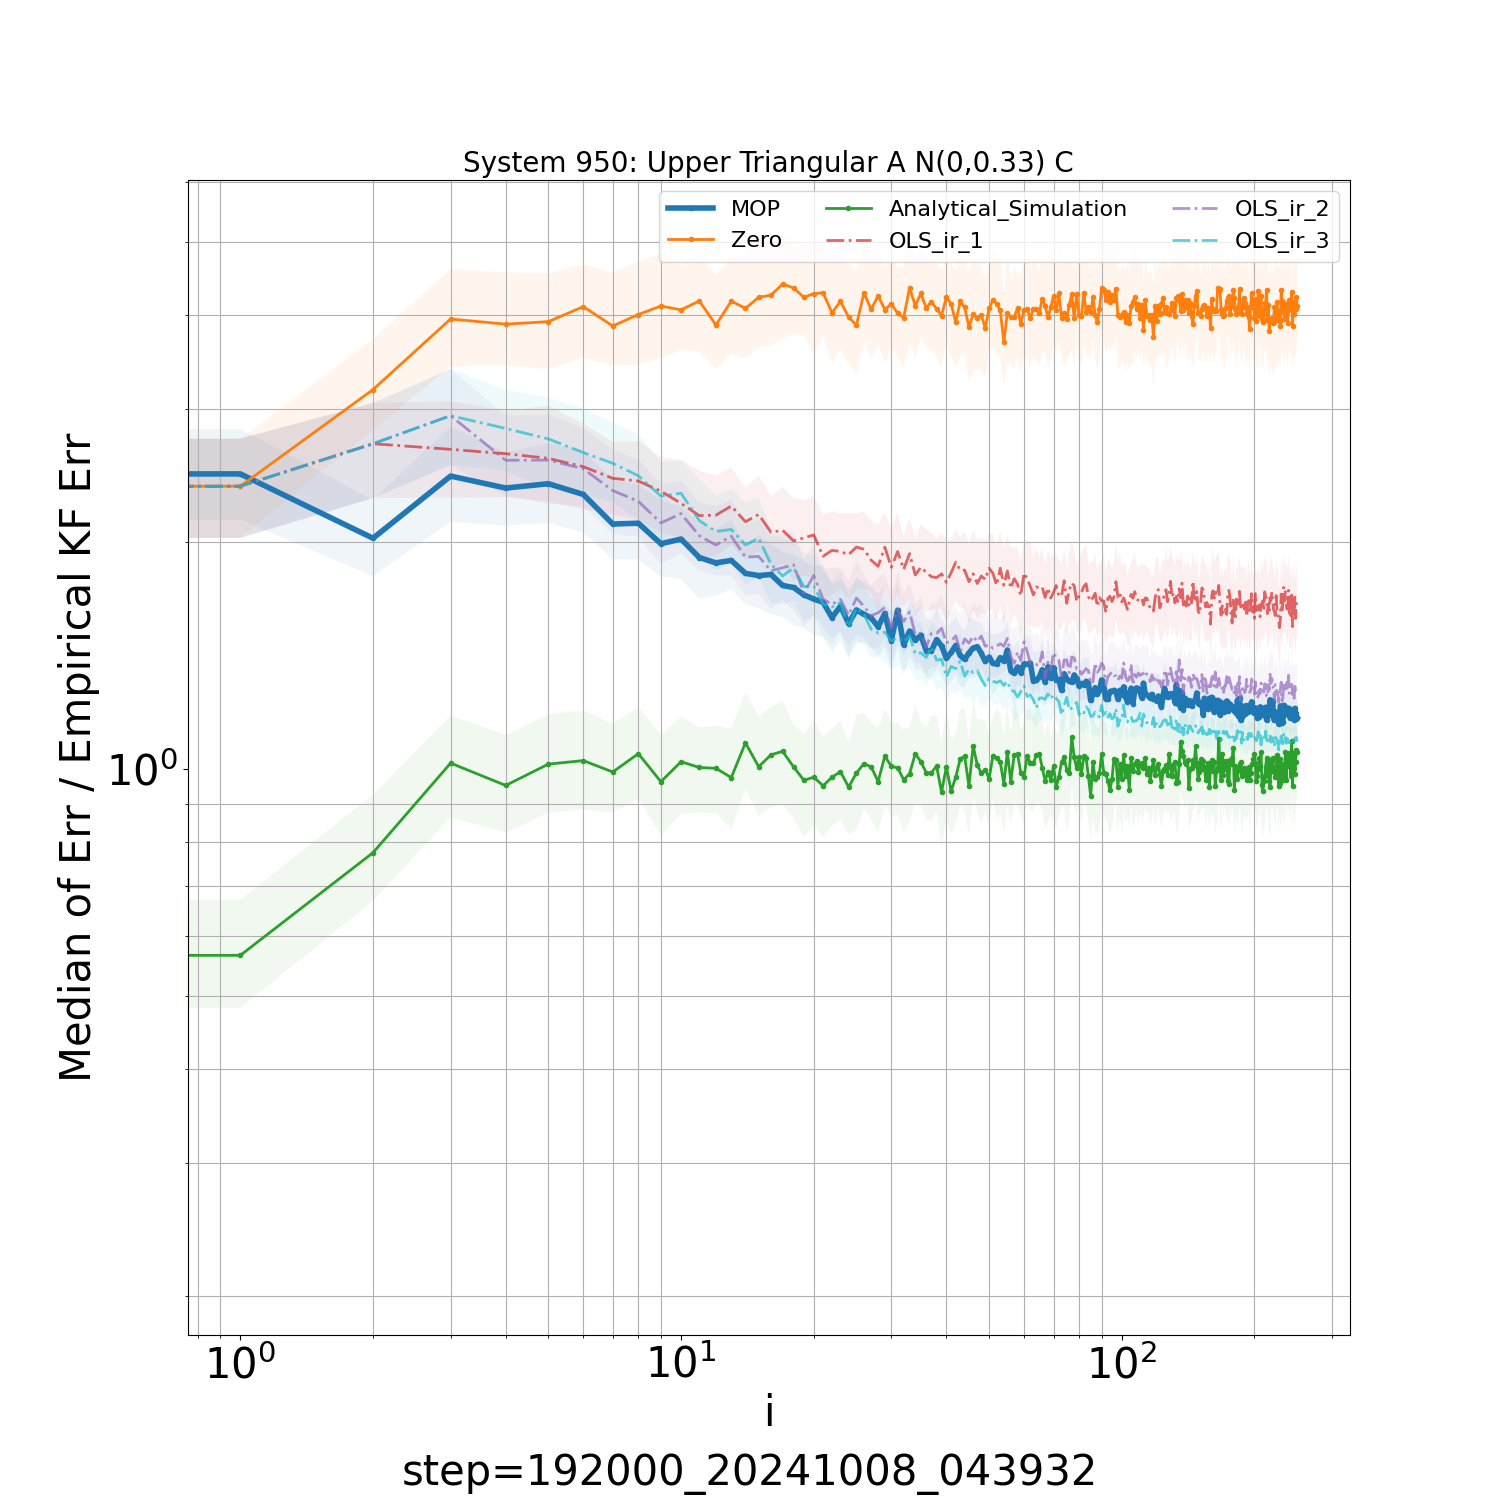 System 950: Upper Triangular A N(0,0.33) C
MOP
Zero
Analytical_Simulation
OLS_ir_1
OLS_ir_2
OLS_ir_3
Median of Err / Empirical KF Err
10⁰
10⁰ 10¹ 10²
i
step=192000_20241008_043932